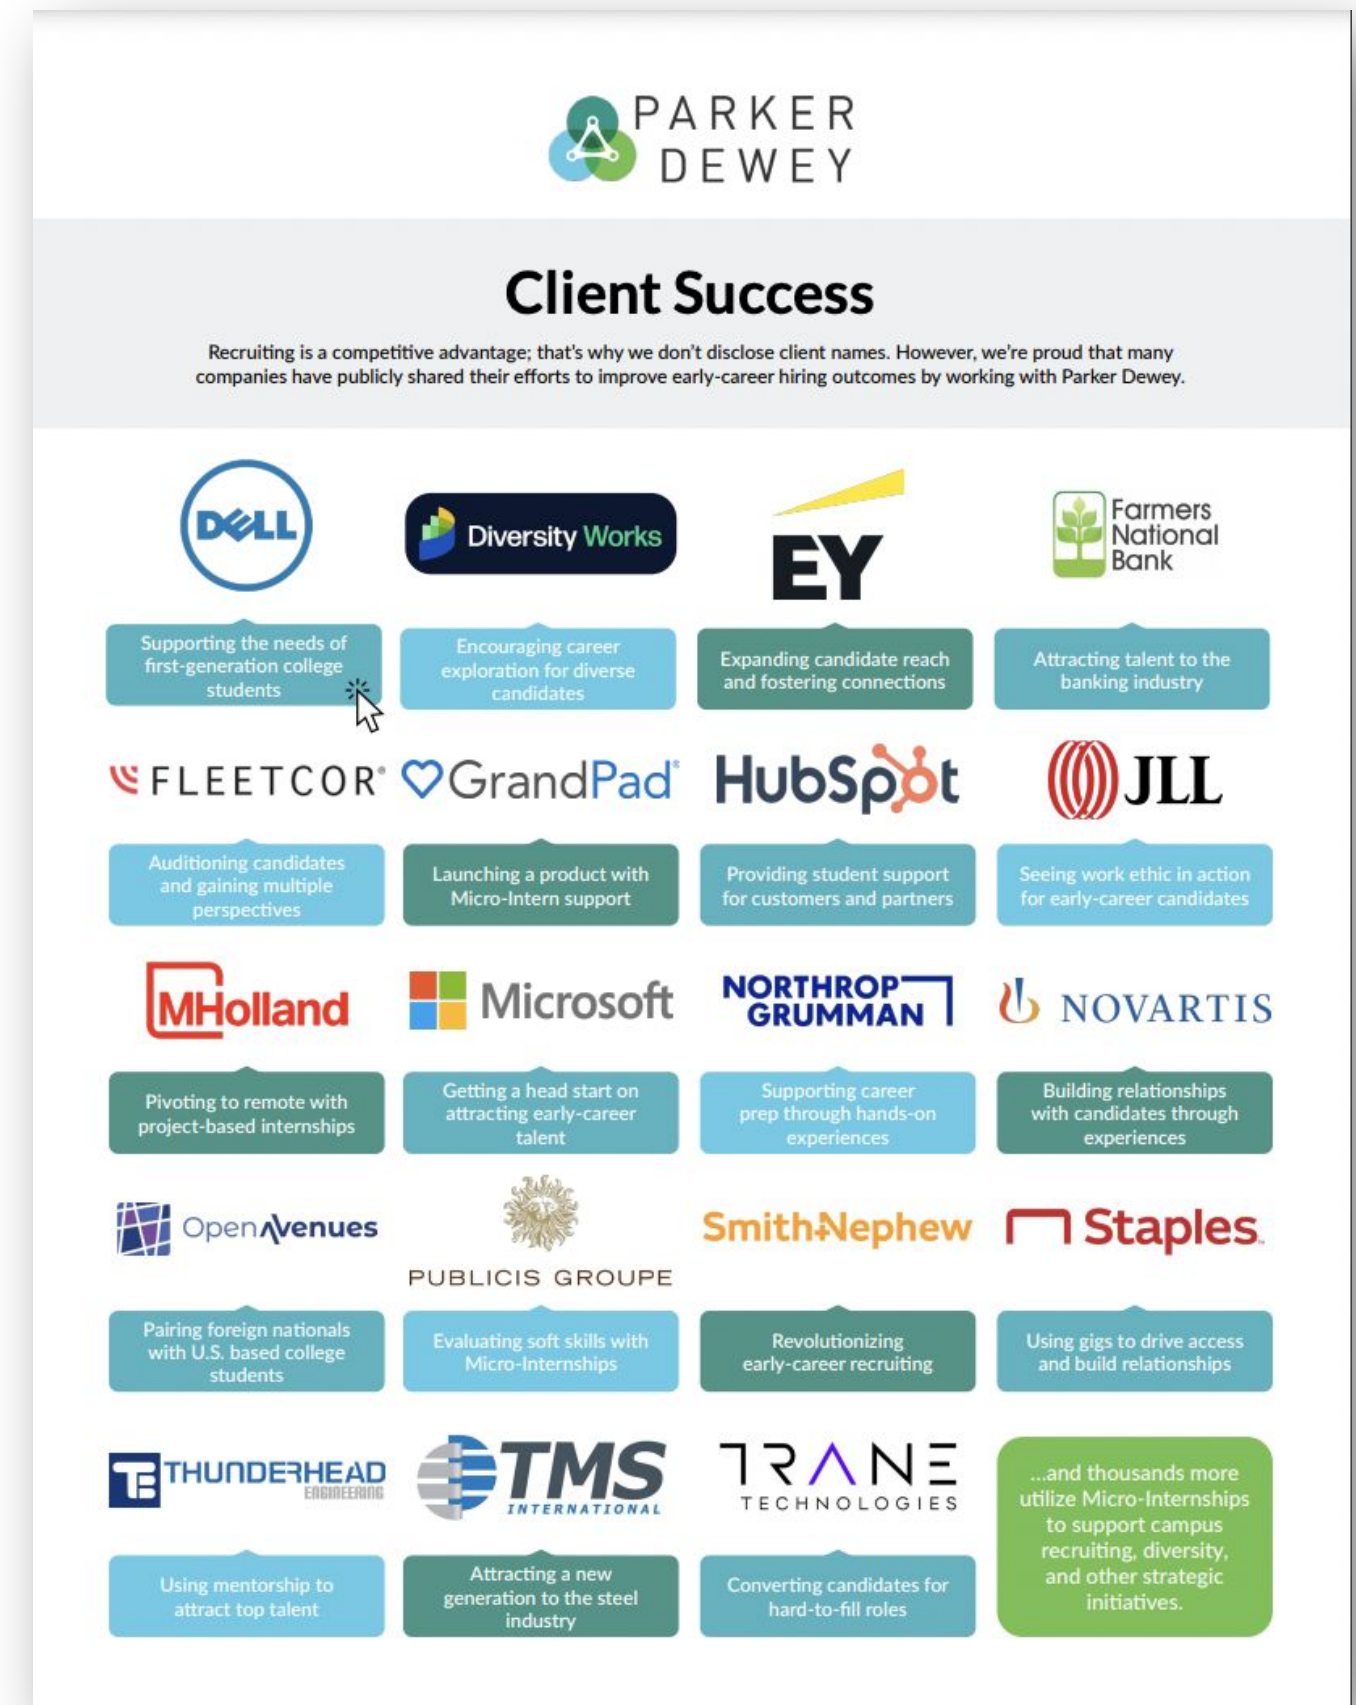 PARKER
DEWEY
Client Success
Recruiting is a competitive advantage; that's why we don't disclose client names. However, we're proud that many
companies have publicly shared their efforts to improve early-career hiring outcomes by working with Parker Dewey.
DELL
Supporting the needs of
first-generation college
students
Diversity Works
Encouraging career
exploration for diverse
candidates
EY
Expanding candidate reach
and fostering connections
Farmers
National
Bank
Attracting talent to the
banking industry
FLEETCOR®
Auditioning candidates
and gaining multiple
perspectives
GrandPad®
Launching a product with
Micro-Intern support
HubSpot
Providing student support
for customers and partners
JLL
Seeing work ethic in action
for early-career candidates
MHolland
Pivoting to remote with
project-based internships
Microsoft
Getting a head start on
attracting early-career
talent
NORTHROP
GRUMMAN
Supporting career
prep through hands-on
experiences
NOVARTIS
Building relationships
with candidates through
experiences
OpenAvenues
Pairing foreign nationals
with U.S. based college
students
PUBLICIS GROUPE
Evaluating soft skills with
Micro-Internships
Smith+Nephew
Revolutionizing
early-career recruiting
Staples
Using gigs to drive access
and build relationships
TE THUNDERHEAD
ENGINEERING
Using mentorship to
attract top talent
TMS
INTERNATIONAL
Attracting a new
generation to the steel
industry
TRANE
TECHNOLOGIES
Converting candidates for
hard-to-fill roles
...and thousands more
utilize Micro-Internships
to support campus
recruiting, diversity,
and other strategic
initiatives.